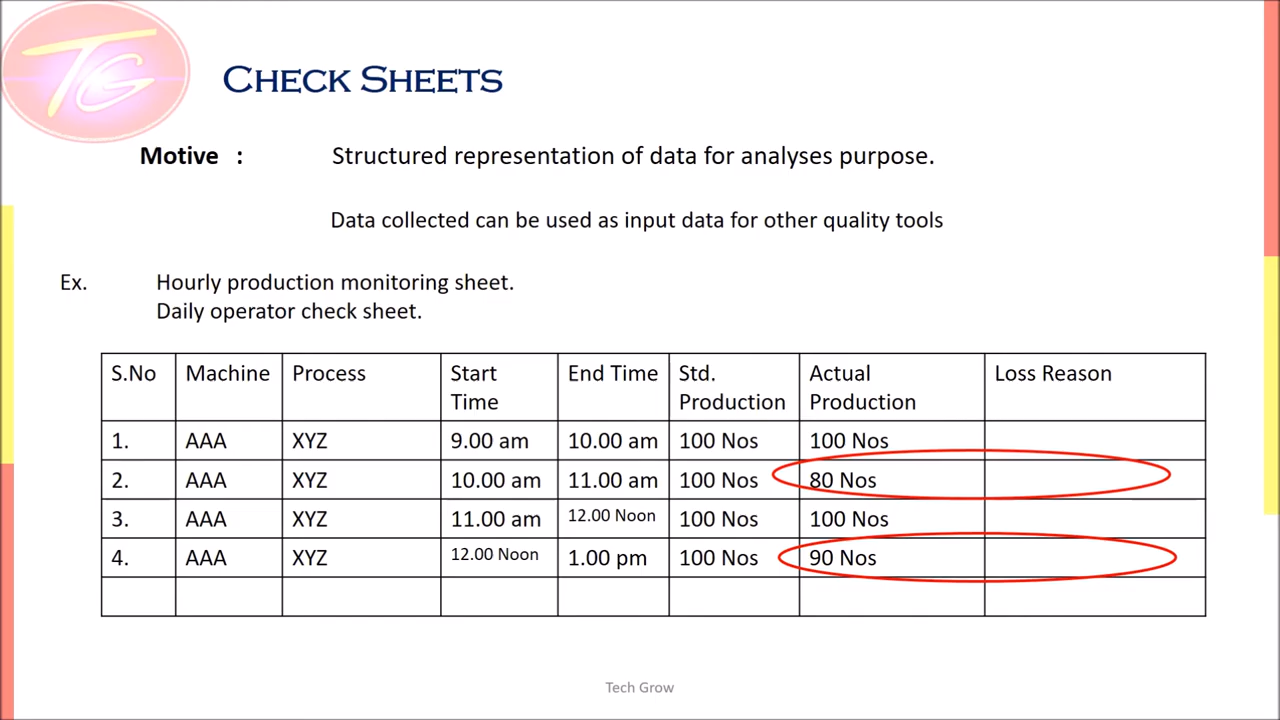 TG
Check Sheets
Motive : Structured representation of data for analyses purpose.
Data collected can be used as input data for other quality tools
Ex. Hourly production monitoring sheet.
Daily operator check sheet.
S.No Machine Process Start Time End Time Std. Production Actual Production Loss Reason
1. AAA XYZ 9.00 am 10.00 am 100 Nos 100 Nos
2. AAA XYZ 10.00 am 11.00 am 100 Nos 80 Nos
3. AAA XYZ 11.00 am 12.00 Noon 100 Nos 100 Nos
4. AAA XYZ 12.00 Noon 1.00 pm 100 Nos 90 Nos
Tech Grow